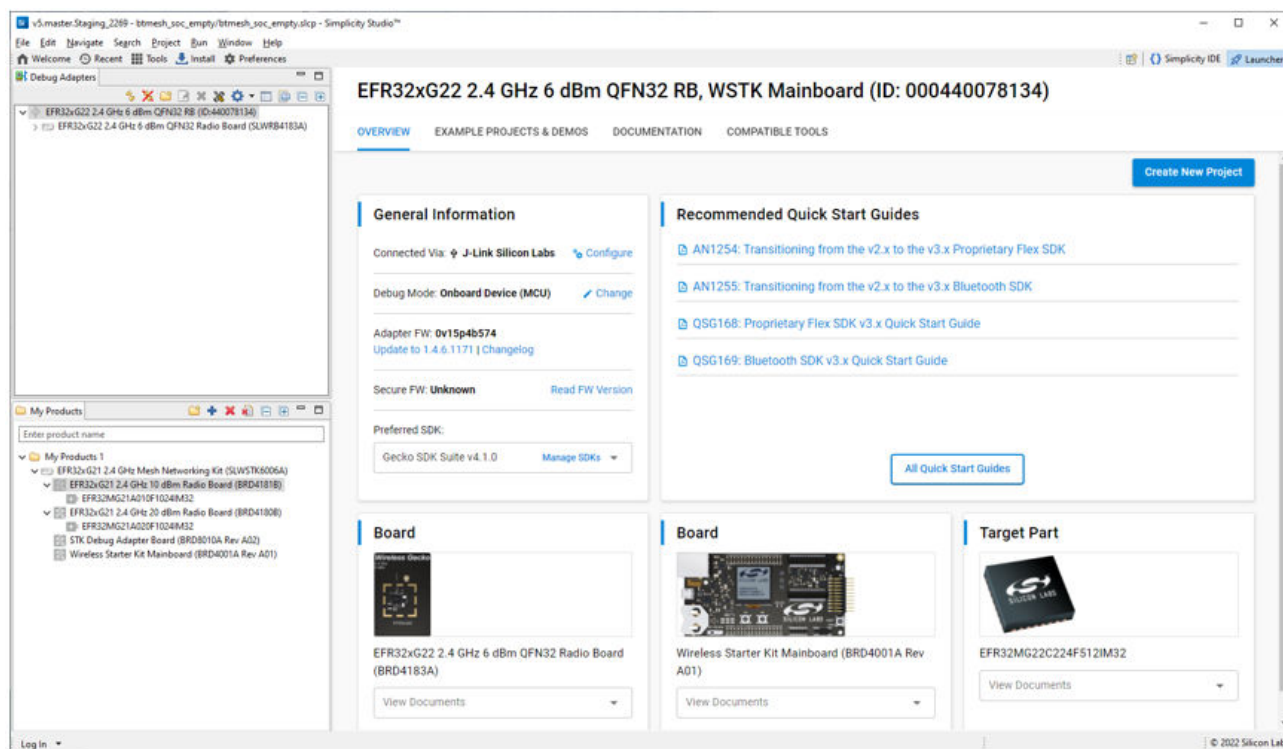 v5.master.Staging_2269 - btmesh_soc_empty/btmesh_soc_empty.slcp - Simplicity Studio™
File Edit Navigate Search Project Run Window Help
Welcome Recent Tools Install Preferences
Simplicity IDE Launcher
Debug Adapters
EFR32xG22 2.4 GHz 6 dBm QFN32 RB (ID:440078134)
EFR32xG22 2.4 GHz 6 dBm QFN32 Radio Board (SLWRB4183A)
My Products
Enter product name
My Products 1
EFR32xG21 2.4 GHz Mesh Networking Kit (SLWSTK6006A)
EFR32xG21 2.4 GHz 10 dBm Radio Board (BRD4181B)
EFR32MG21A010F1024IM32
EFR32xG21 2.4 GHz 20 dBm Radio Board (BRD4180B)
EFR32MG21A020F1024IM32
STK Debug Adapter Board (BRD8010A Rev A02)
Wireless Starter Kit Mainboard (BRD4001A Rev A01)
EFR32xG22 2.4 GHz 6 dBm QFN32 RB, WSTK Mainboard (ID: 000440078134)
OVERVIEW EXAMPLE PROJECTS & DEMOS DOCUMENTATION COMPATIBLE TOOLS
Create New Project
General Information
Connected Via: J-Link Silicon Labs Configure
Debug Mode: Onboard Device (MCU) Change
Adapter FW: 0v15p4b574
Update to 1.4.6.1171 | Changelog
Secure FW: Unknown Read FW Version
Preferred SDK:
Gecko SDK Suite v4.1.0 Manage SDKs
Recommended Quick Start Guides
AN1254: Transitioning from the v2.x to the v3.x Proprietary Flex SDK
AN1255: Transitioning from the v2.x to the v3.x Bluetooth SDK
QSG168: Proprietary Flex SDK v3.x Quick Start Guide
QSG169: Bluetooth SDK v3.x Quick Start Guide
All Quick Start Guides
Board
Wireless Gecko
EFR32xG22 2.4 GHz 6 dBm QFN32 Radio Board
(BRD4183A)
View Documents
Board
SILICON LABS
Wireless Starter Kit Mainboard (BRD4001A Rev
A01)
View Documents
Target Part
SILICON LABS
EFR32MG22C224F512IM32
View Documents
Log In
© 2022 Silicon Lab